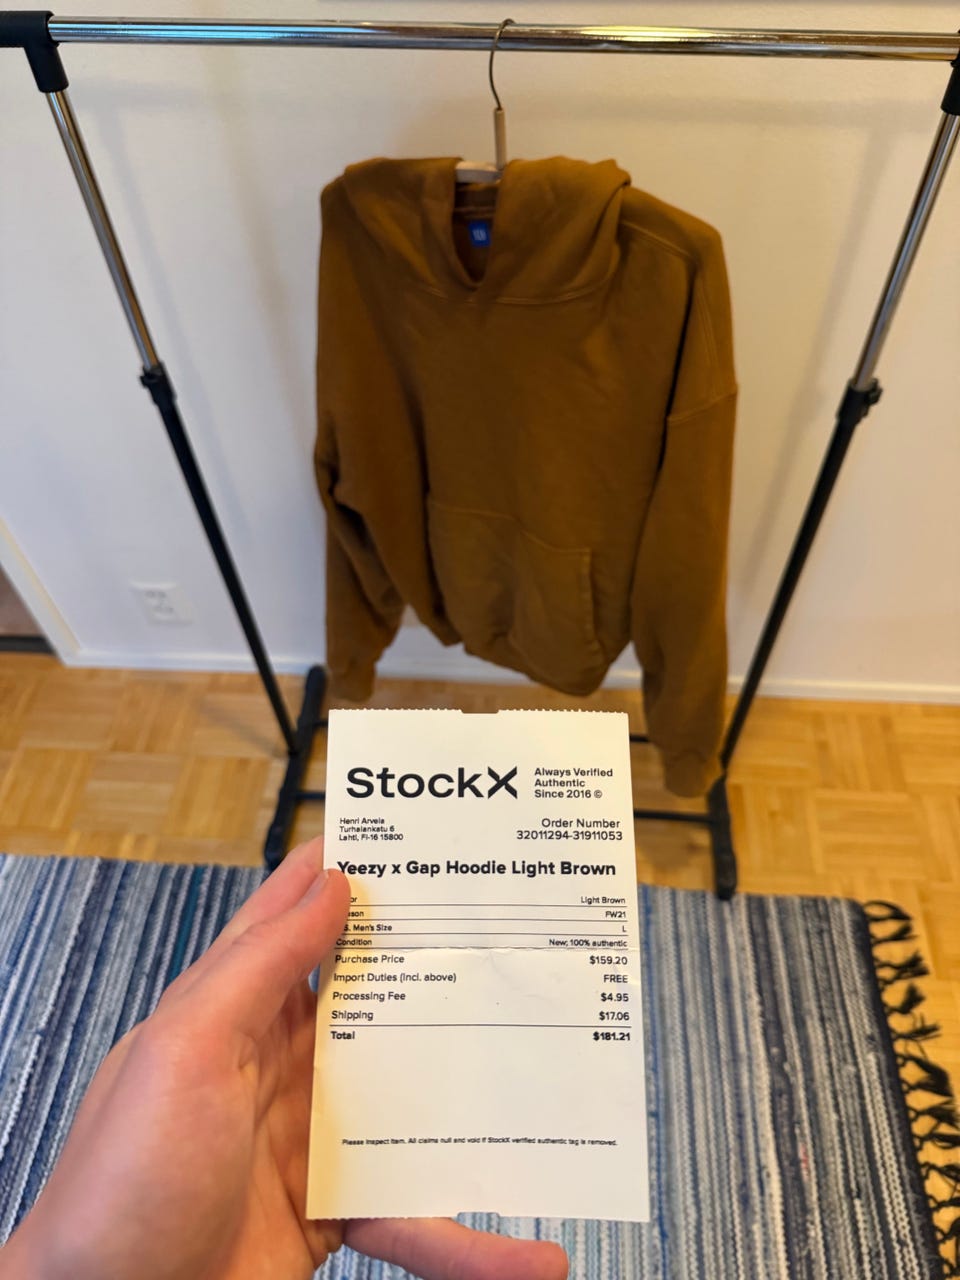 StockX
Always Verified
Authentic
Since 2016 ©
Henri Arvela
Turhalankatu 6
Lahti, FI-16 15800
Order Number
32011294-31911053
Yeezy x Gap Hoodie Light Brown
Light Brown
FW21
Men's Size L
Condition New; 100% authentic
Purchase Price $159.20
Import Duties (Incl. above) FREE
Processing Fee $4.95
Shipping $17.06
Total $181.21
Please inspect item. All claims null and void if StockX verified authentic tag is removed.